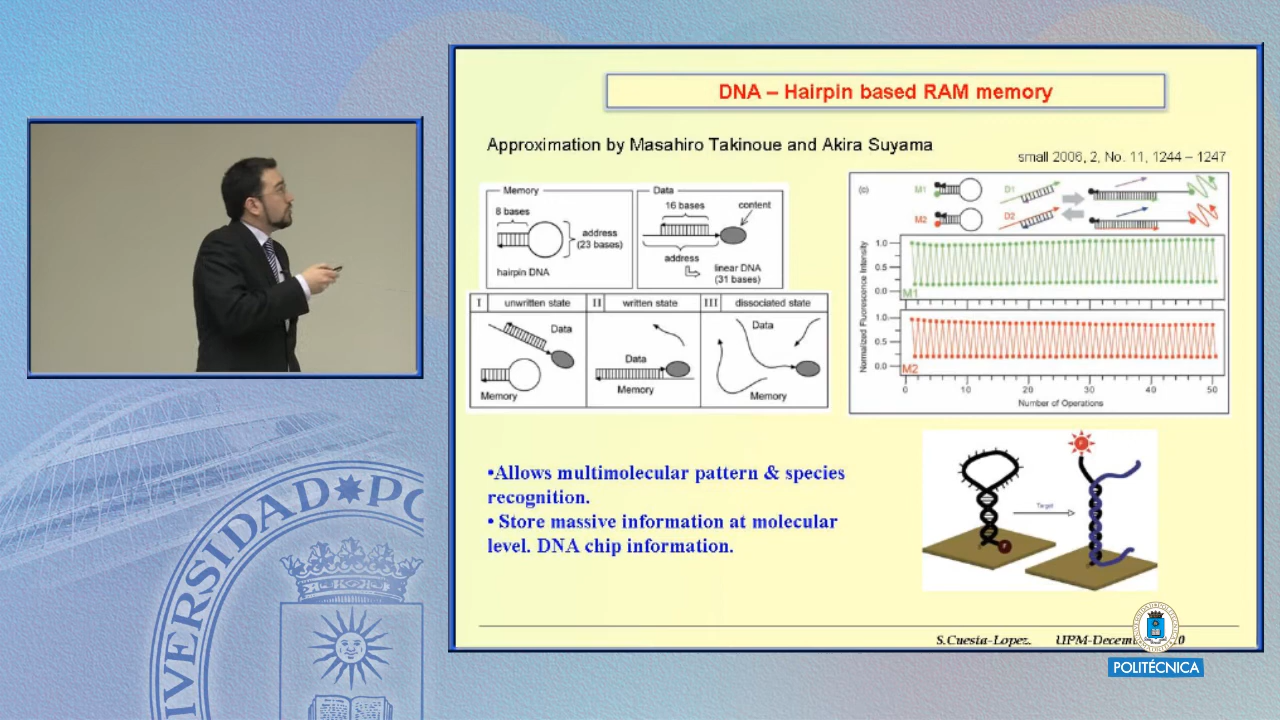 DNA – Hairpin based RAM memory
Approximation by Masahiro Takinoue and Akira Suyama
small 2006, 2, No. 11, 1244 – 1247
Memory
8 bases
address
(23 bases)
hairpin DNA
Data
16 bases
content
address
linear DNA
(31 bases)
I unwritten state
II written state
III dissociated state
Data
Memory
Data
Memory
Data
Memory
(c)
M1
D1
M2
D2
Normalized Fluorescence Intensity
1.0
0.5
0.0
M1
1.0
0.5
0.0
M2
0 10 20 30 40 50
Number of Operations
•Allows multimolecular pattern & species
recognition.
• Store massive information at molecular
level. DNA chip information.
Target
F
S.Cuesta-Lopez. UPM-Decem
0
POLITÉCNICA
UNIVERSIDAD PO